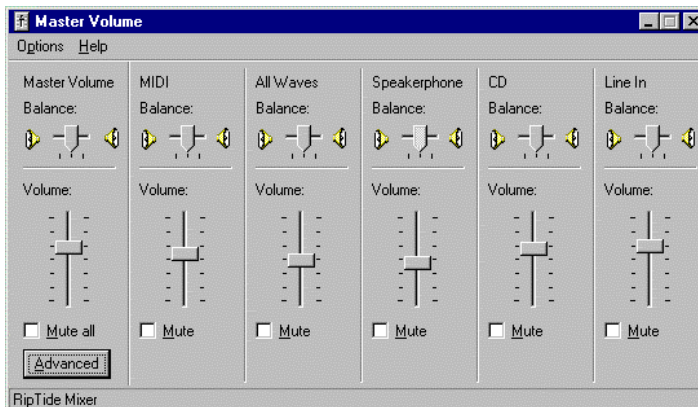 Master Volume
Options Help
Master Volume MIDI All Waves Speakerphone CD Line In
Balance: Balance: Balance: Balance: Balance: Balance:
Volume: Volume: Volume: Volume: Volume: Volume:
Mute all Mute Mute Mute Mute Mute
Advanced
RipTide Mixer